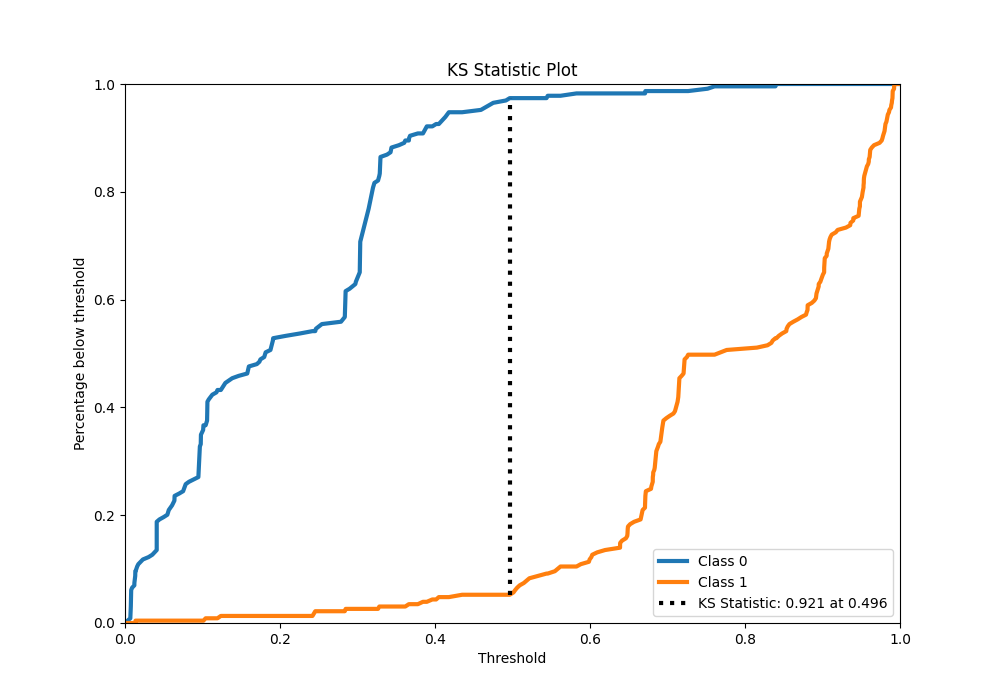 KS Statistic Plot
1.0
0.8
0.6
0.4
0.2
0.0
Percentage below threshold
0.0 0.2 0.4 0.6 0.8 1.0
Threshold
Class 0
Class 1
KS Statistic: 0.921 at 0.496